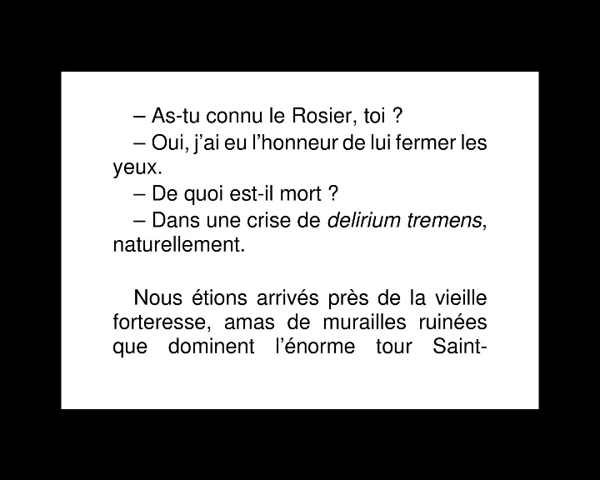 – As-tu connu le Rosier, toi ?
– Oui, j’ai eu l’honneur de lui fermer les
yeux.
– De quoi est-il mort ?
– Dans une crise de delirium tremens,
naturellement.
Nous étions arrivés près de la vieille
forteresse, amas de murailles ruinées
que dominent l’énorme tour Saint-